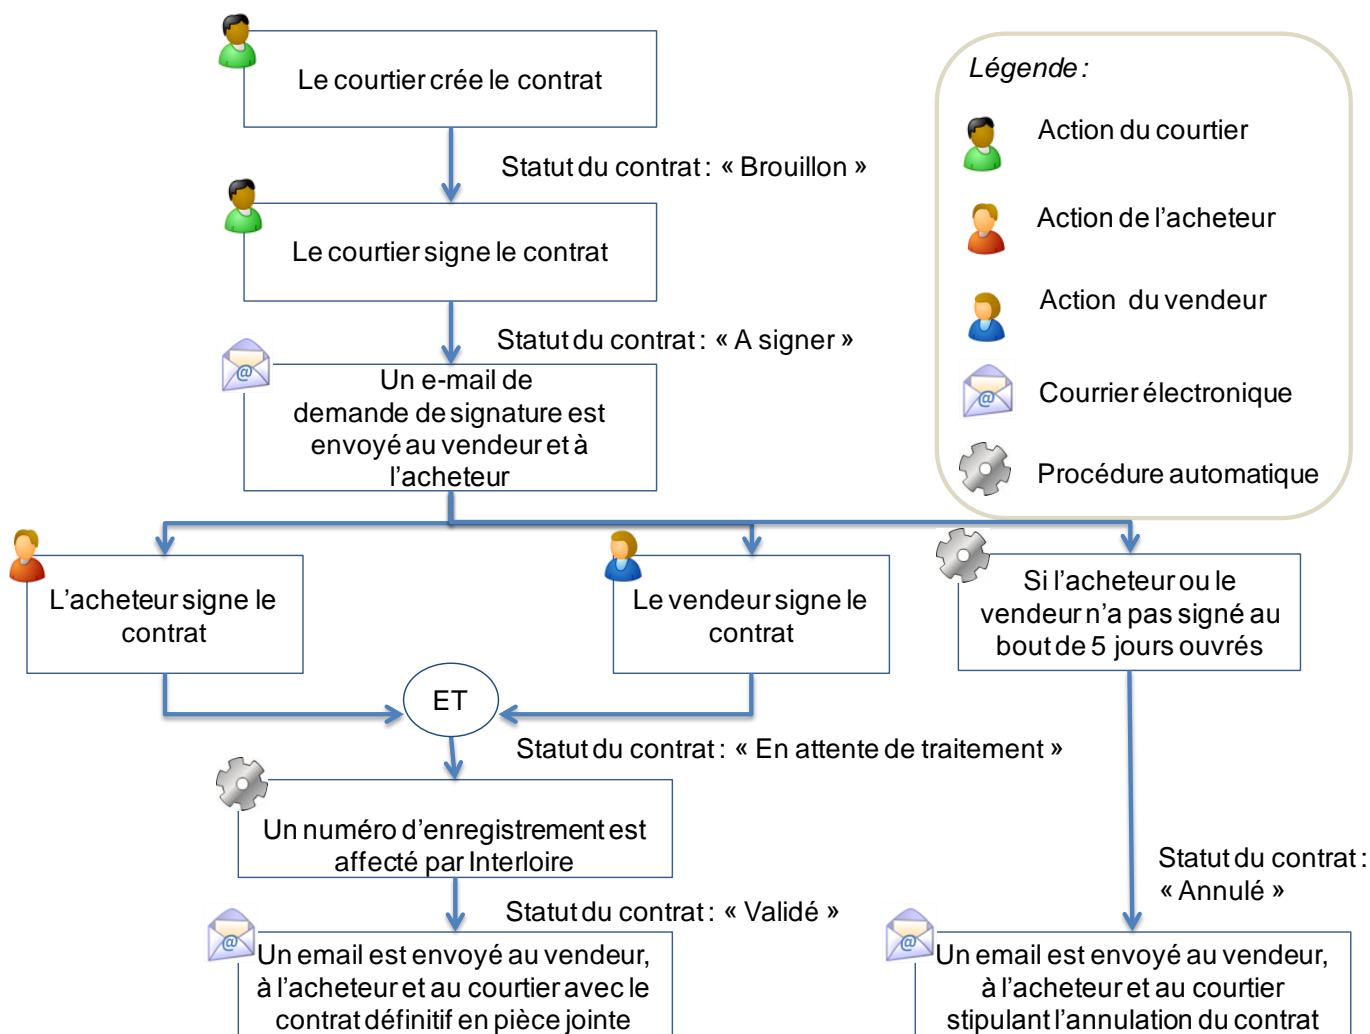 Le courtier crée le contrat
Statut du contrat : « Brouillon »
Le courtier signe le contrat
Statut du contrat : « A signer »
Un e-mail de
demande de signature est
envoyé au vendeur et à
l’acheteur
Légende :
Action du courtier
Action de l’acheteur
Action du vendeur
@
Courrier électronique
Procédure automatique
@
L’acheteur signe le
contrat
Le vendeur signe le
contrat
Si l’acheteur ou le
vendeur n’a pas signé au
bout de 5 jours ouvrés
ET
Statut du contrat : « En attente de traitement »
Un numéro d’enregistrement est
affecté par Interloire
Statut du contrat : « Validé »
@
Un email est envoyé au vendeur,
à l’acheteur et au courtier avec le
contrat définitif en pièce jointe
Statut du contrat :
« Annulé »
@
Un email est envoyé au vendeur,
à l’acheteur et au courtier
stipulant l’annulation du contrat